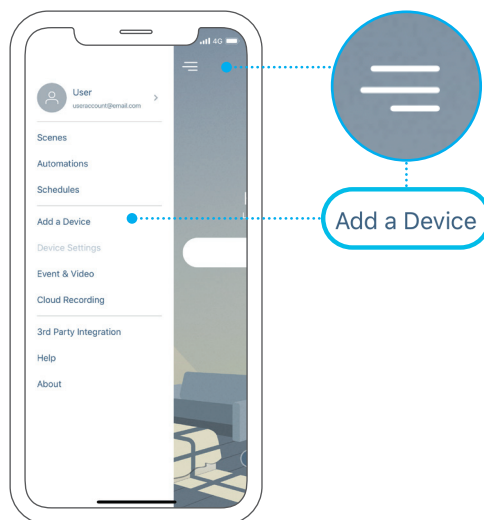 4G
User
useraccount@email.com
Scenes
Automations
Schedules
Add a Device
Add a Device
Device Settings
Event & Video
Cloud Recording
3rd Party Integration
Help
About